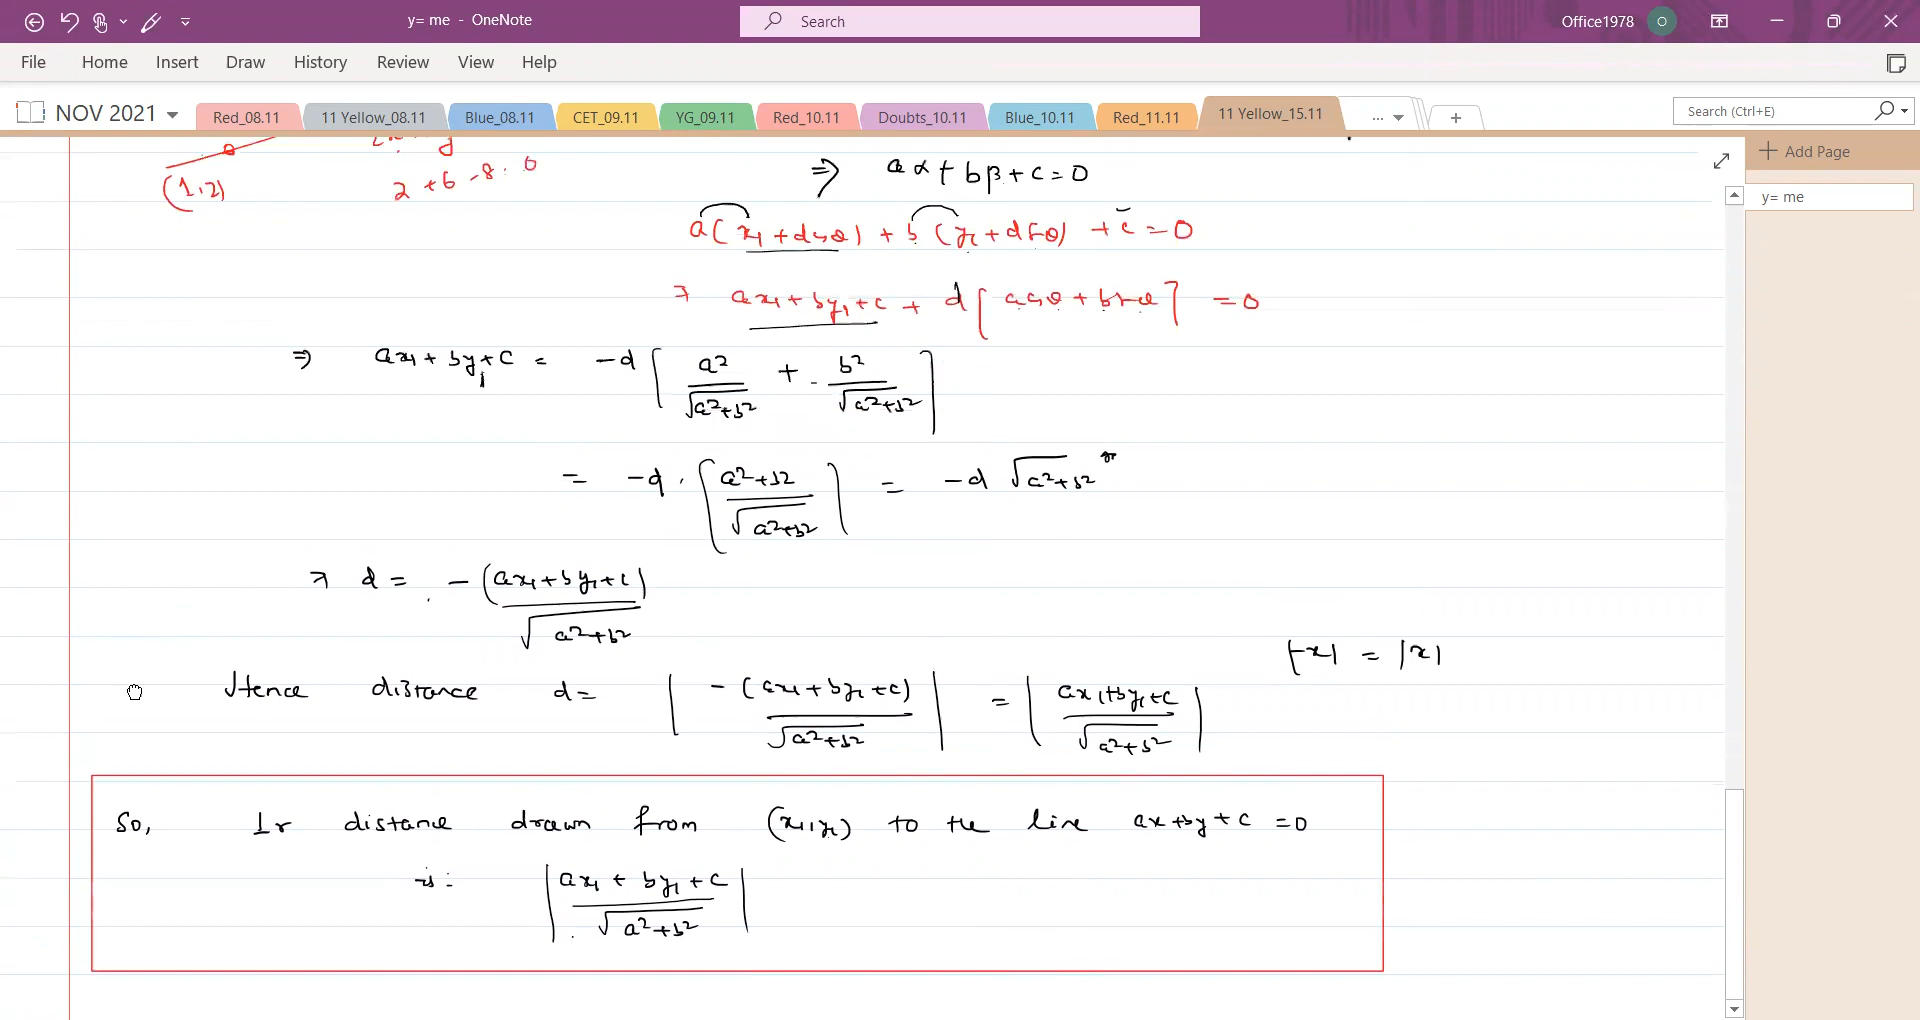 y= me - OneNote
Search
Office1978
O
File Home Insert Draw History Review View Help
NOV 2021
Red_08.11 11 Yellow_08.11 Blue_08.11 CET_09.11 YG_09.11 Red_10.11 Doubts_10.11 Blue_10.11 Red_11.11 11 Yellow_15.11 ... +
Search (Ctrl+E)
Add Page
y= me
(1,2)
2 + 6 - 8 = 0
⇒ aα + bβ + c = 0
a(x₁ + d cosθ) + b(y₁ + d sinθ) + c = 0
⇒ ax₁ + by₁ + c + d[a cosθ + b sinθ] = 0
⇒ ax₁ + by₁ + c = -d [a²/√(a²+b²) + b²/√(a²+b²)]
= -d · [(a²+b²)/√(a²+b²)] = -d √(a²+b²)
⇒ d = -(ax₁ + by₁ + c)/√(a²+b²)
|-x| = |x|
Hence distance d = |-(ax₁ + by₁ + c)/√(a²+b²)| = |(ax₁ + by₁ + c)/√(a²+b²)|
So, ⊥r distance drawn from (x₁, y₁) to the line ax + by + c = 0
is: |(ax₁ + by₁ + c)/√(a²+b²)|